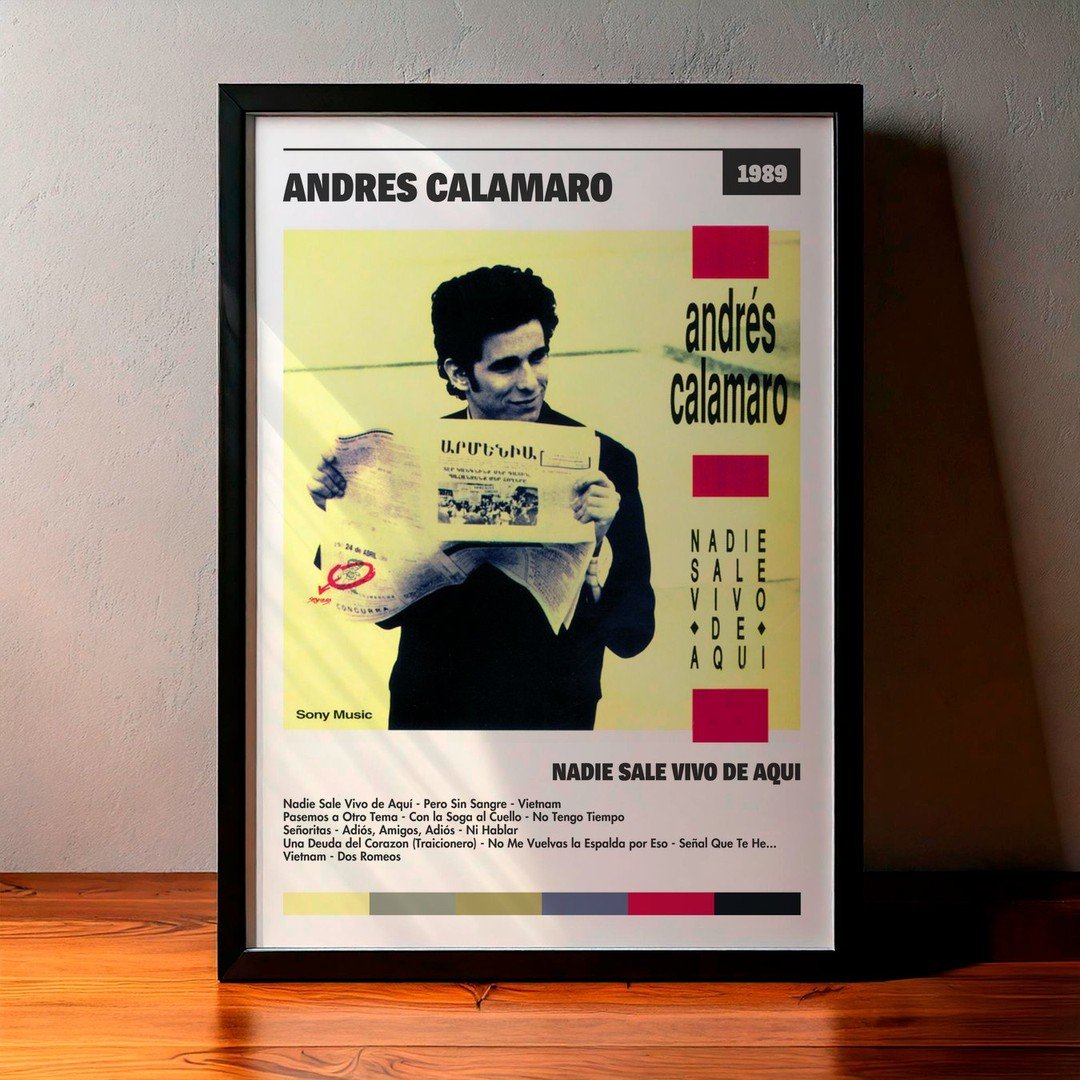 ANDRES CALAMARO
1989
andrés
calamaro
ԱՐՄԵՆԻԱ
24 de ABRIL
CONCURRA
NADIE
SALE
VIVO
♦DE♦
AQUI
Sony Music
NADIE SALE VIVO DE AQUI
Nadie Sale Vivo de Aquí - Pero Sin Sangre - Vietnam
Pasemos a Otro Tema - Con la Soga al Cuello - No Tengo Tiempo
Señoritas - Adiós, Amigos, Adiós - Ni Hablar
Una Deuda del Corazon (Traicionero) - No Me Vuelvas la Espalda por Eso - Señal Que Te He...
Vietnam - Dos Romeos